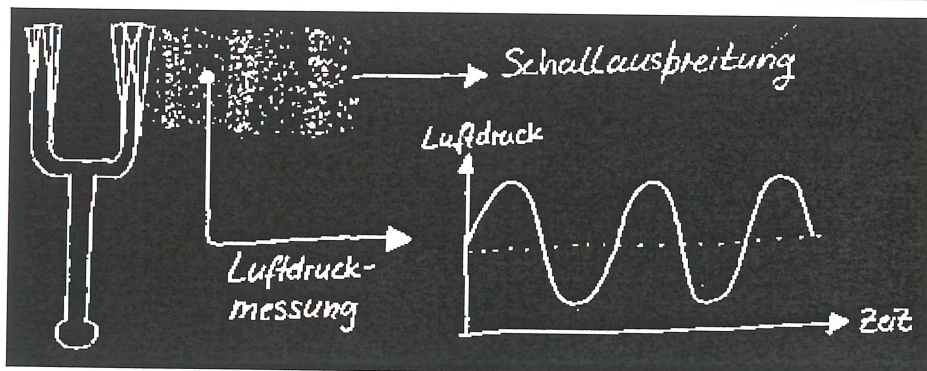 Schallausbreitung
Luftdruck
Luftdruck-
messung
Zeit